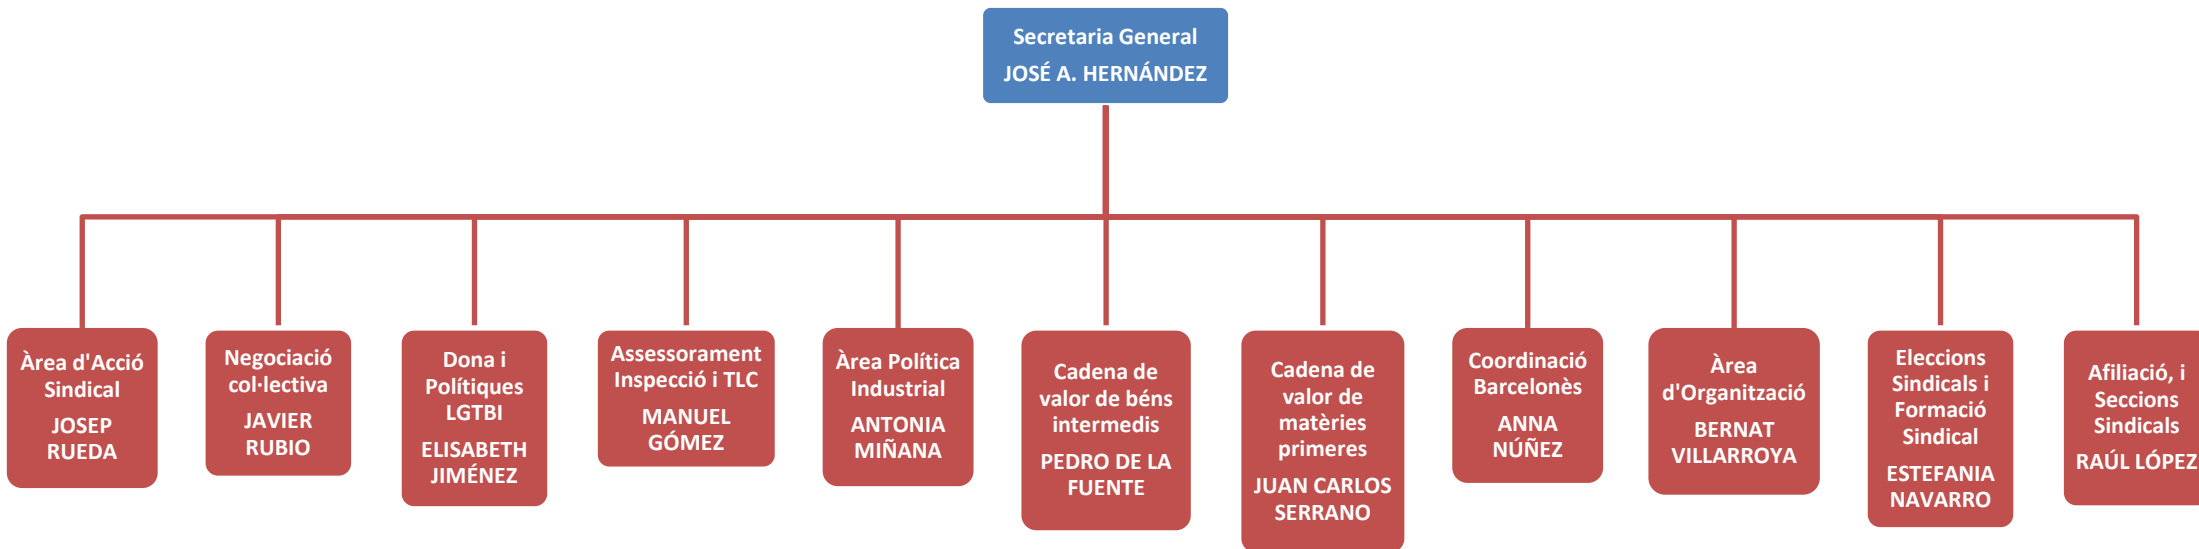 Secretaria General
JOSÉ A. HERNÁNDEZ
Àrea d'Acció
Sindical
JOSEP
RUEDA
Negociació
col·lectiva
JAVIER
RUBIO
Dona i
Polítiques
LGTBI
ELISABETH
JIMÉNEZ
Assessorament
Inspecció i TLC
MANUEL
GÓMEZ
Àrea Política
Industrial
ANTONIA
MIÑANA
Cadena de
valor de béns
intermedis
PEDRO DE LA
FUENTE
Cadena de
valor de
matèries
primeres
JUAN CARLOS
SERRANO
Coordinació
Barcelonès
ANNA
NÚÑEZ
Àrea
d'Organització
BERNAT
VILLARROYA
Eleccions
Sindicals i
Formació
Sindical
ESTEFANIA
NAVARRO
Afiliació, i
Seccions
Sindicals
RAÚL LÓPEZ